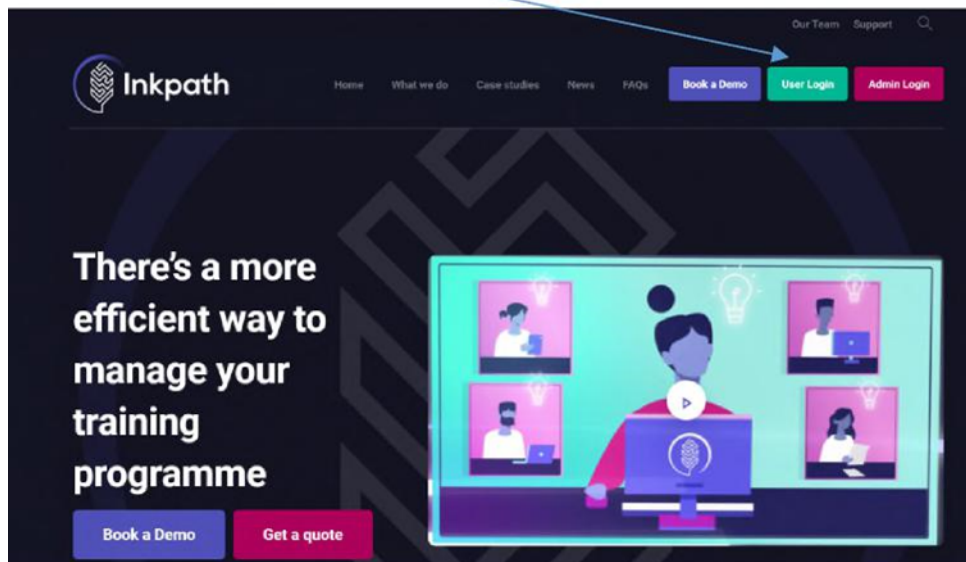 Our Team Support
Inkpath
Home What we do Case studies News FAQs Book a Demo User Login Admin Login
There's a more
efficient way to
manage your
training
programme
Book a Demo Get a quote